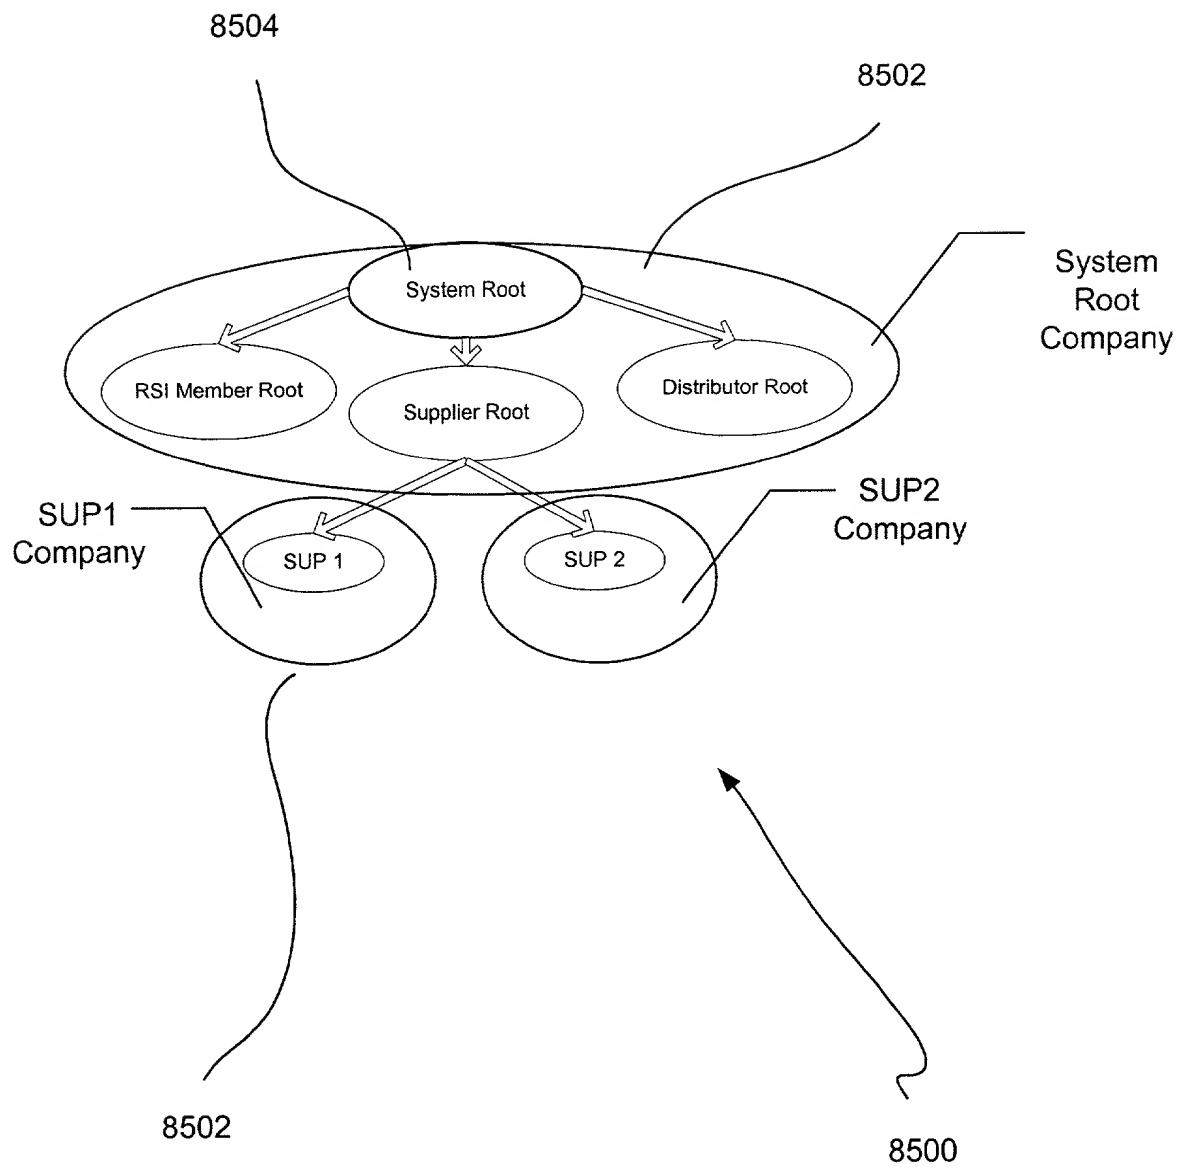 8504
8502
System Root
System
Root
Company
RSI Member Root
Supplier Root
Distributor Root
SUP1
Company
SUP2
Company
SUP 1
SUP 2
8502
8500